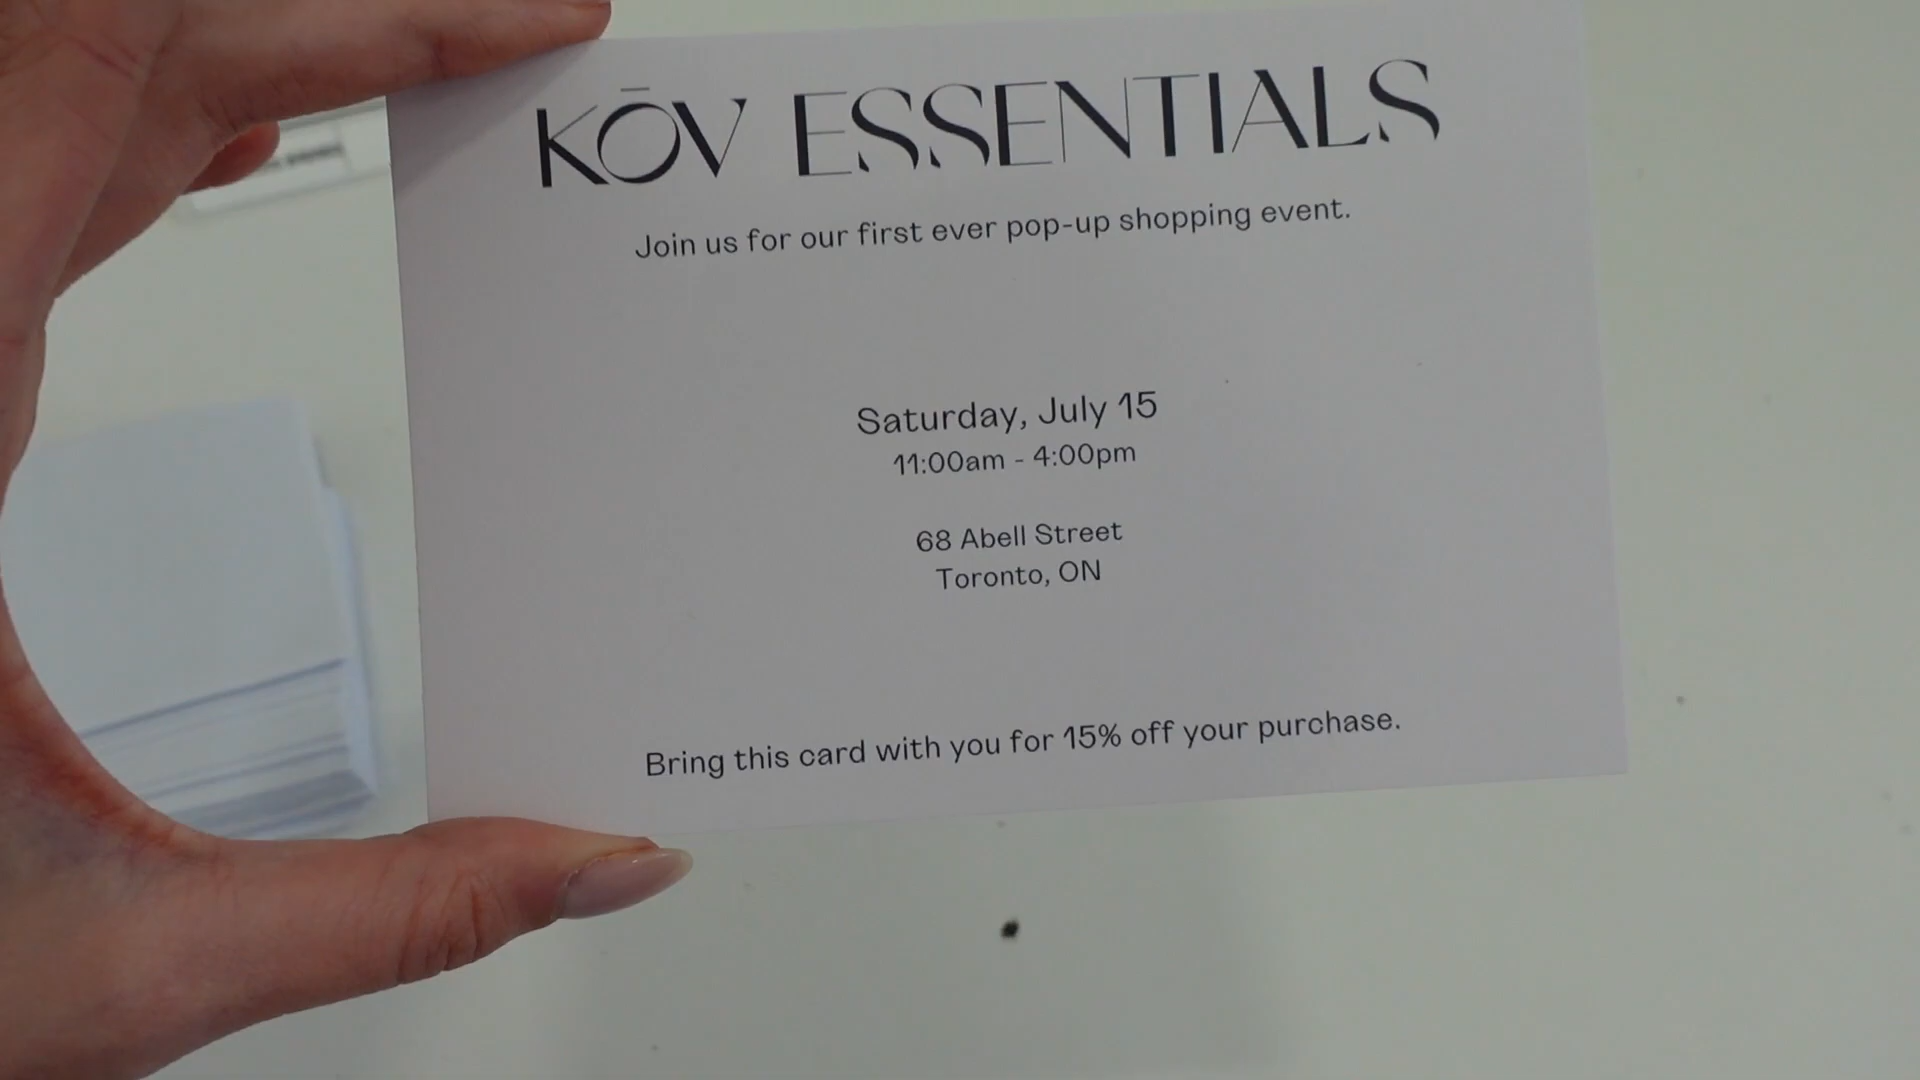 KŌV ESSENTIALS
Join us for our first ever pop-up shopping event.
Saturday, July 15
11:00am - 4:00pm
68 Abell Street
Toronto, ON
Bring this card with you for 15% off your purchase.